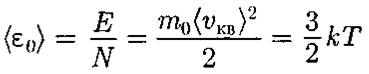 ⟨ε₀⟩ = E/N = m₀⟨v_кв⟩²/2 = 3/2 kT